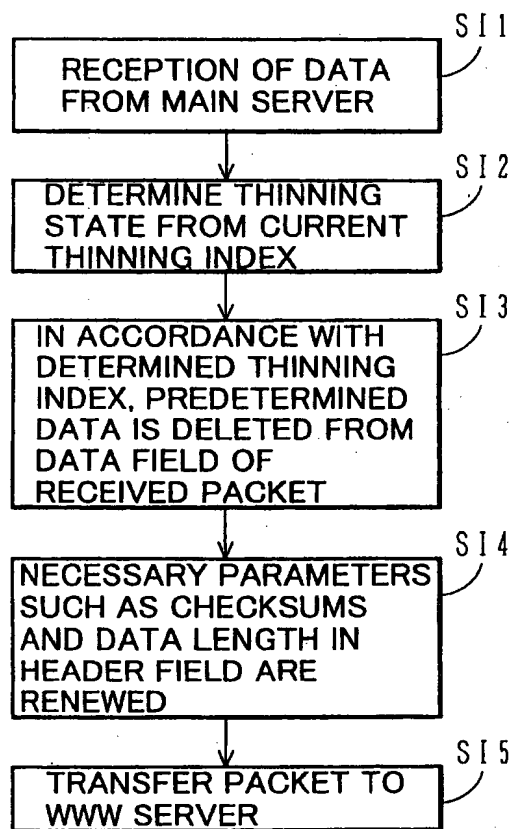 SI1
RECEPTION OF DATA
FROM MAIN SERVER
SI2
DETERMINE THINNING
STATE FROM CURRENT
THINNING INDEX
SI3
IN ACCORDANCE WITH
DETERMINED THINNING
INDEX, PREDETERMINED
DATA IS DELETED FROM
DATA FIELD OF
RECEIVED PACKET
SI4
NECESSARY PARAMETERS
SUCH AS CHECKSUMS
AND DATA LENGTH IN
HEADER FIELD ARE
RENEWED
SI5
TRANSFER PACKET TO
WWW SERVER